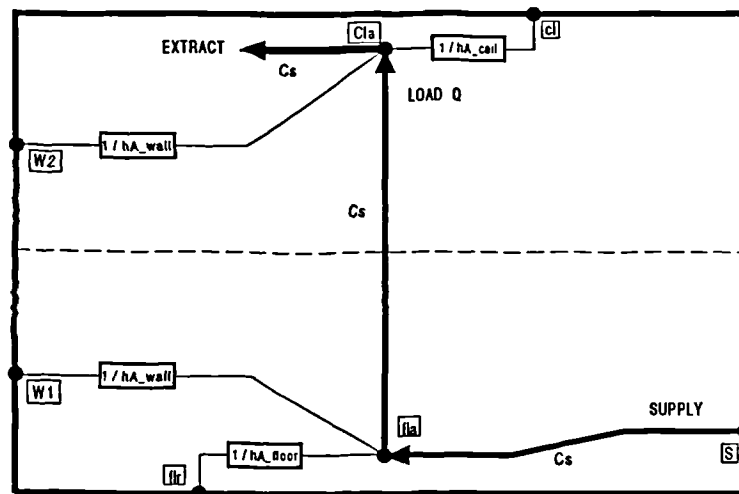 Cla
cl
EXTRACT
1 / hA_ceil
Cs
LOAD Q
1 / hA_wall
W2
Cs
1 / hA_wall
W1
SUPPLY
fla
1 / hA_floor
Cs
S
flr